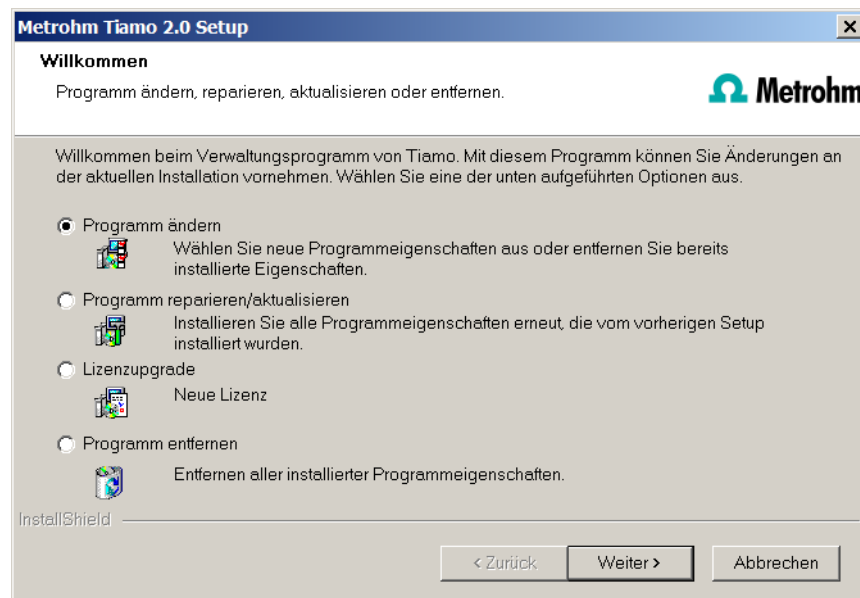 Metrohm Tiamo 2.0 Setup
Willkommen
Programm ändern, reparieren, aktualisieren oder entfernen.
Metrohm
Willkommen beim Verwaltungsprogramm von Tiamo. Mit diesem Programm können Sie Änderungen an
der aktuellen Installation vornehmen. Wählen Sie eine der unten aufgeführten Optionen aus.
Programm ändern
Wählen Sie neue Programmeigenschaften aus oder entfernen Sie bereits
installierte Eigenschaften.
Programm reparieren/aktualisieren
Installieren Sie alle Programmeigenschaften erneut, die vom vorherigen Setup
installiert wurden.
Lizenzupgrade
Neue Lizenz
Programm entfernen
Entfernen aller installierter Programmeigenschaften.
InstallShield
< Zurück Weiter > Abbrechen